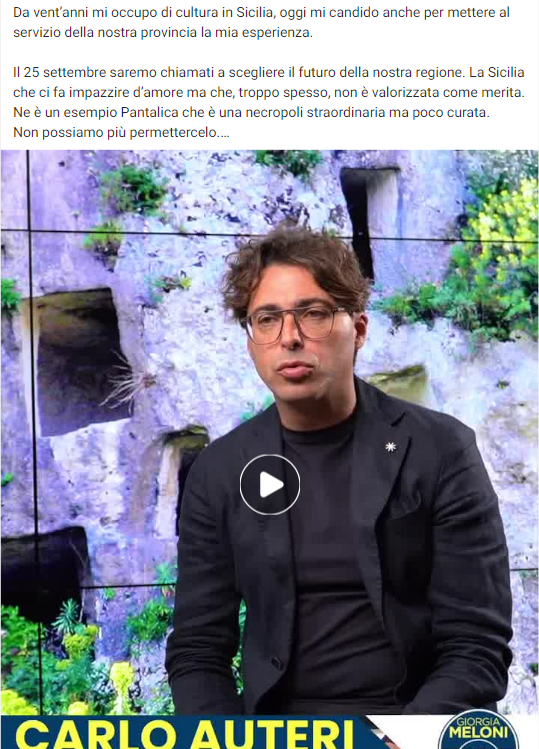 Da vent’anni mi occupo di cultura in Sicilia, oggi mi candido anche per mettere al
servizio della nostra provincia la mia esperienza.
Il 25 settembre saremo chiamati a scegliere il futuro della nostra regione. La Sicilia
che ci fa impazzire d’amore ma che, troppo spesso, non è valorizzata come merita.
Ne è un esempio Pantalica che è una necropoli straordinaria ma poco curata.
Non possiamo più permettercelo....
CARLO AUTERI
GIORGIA
MELONI